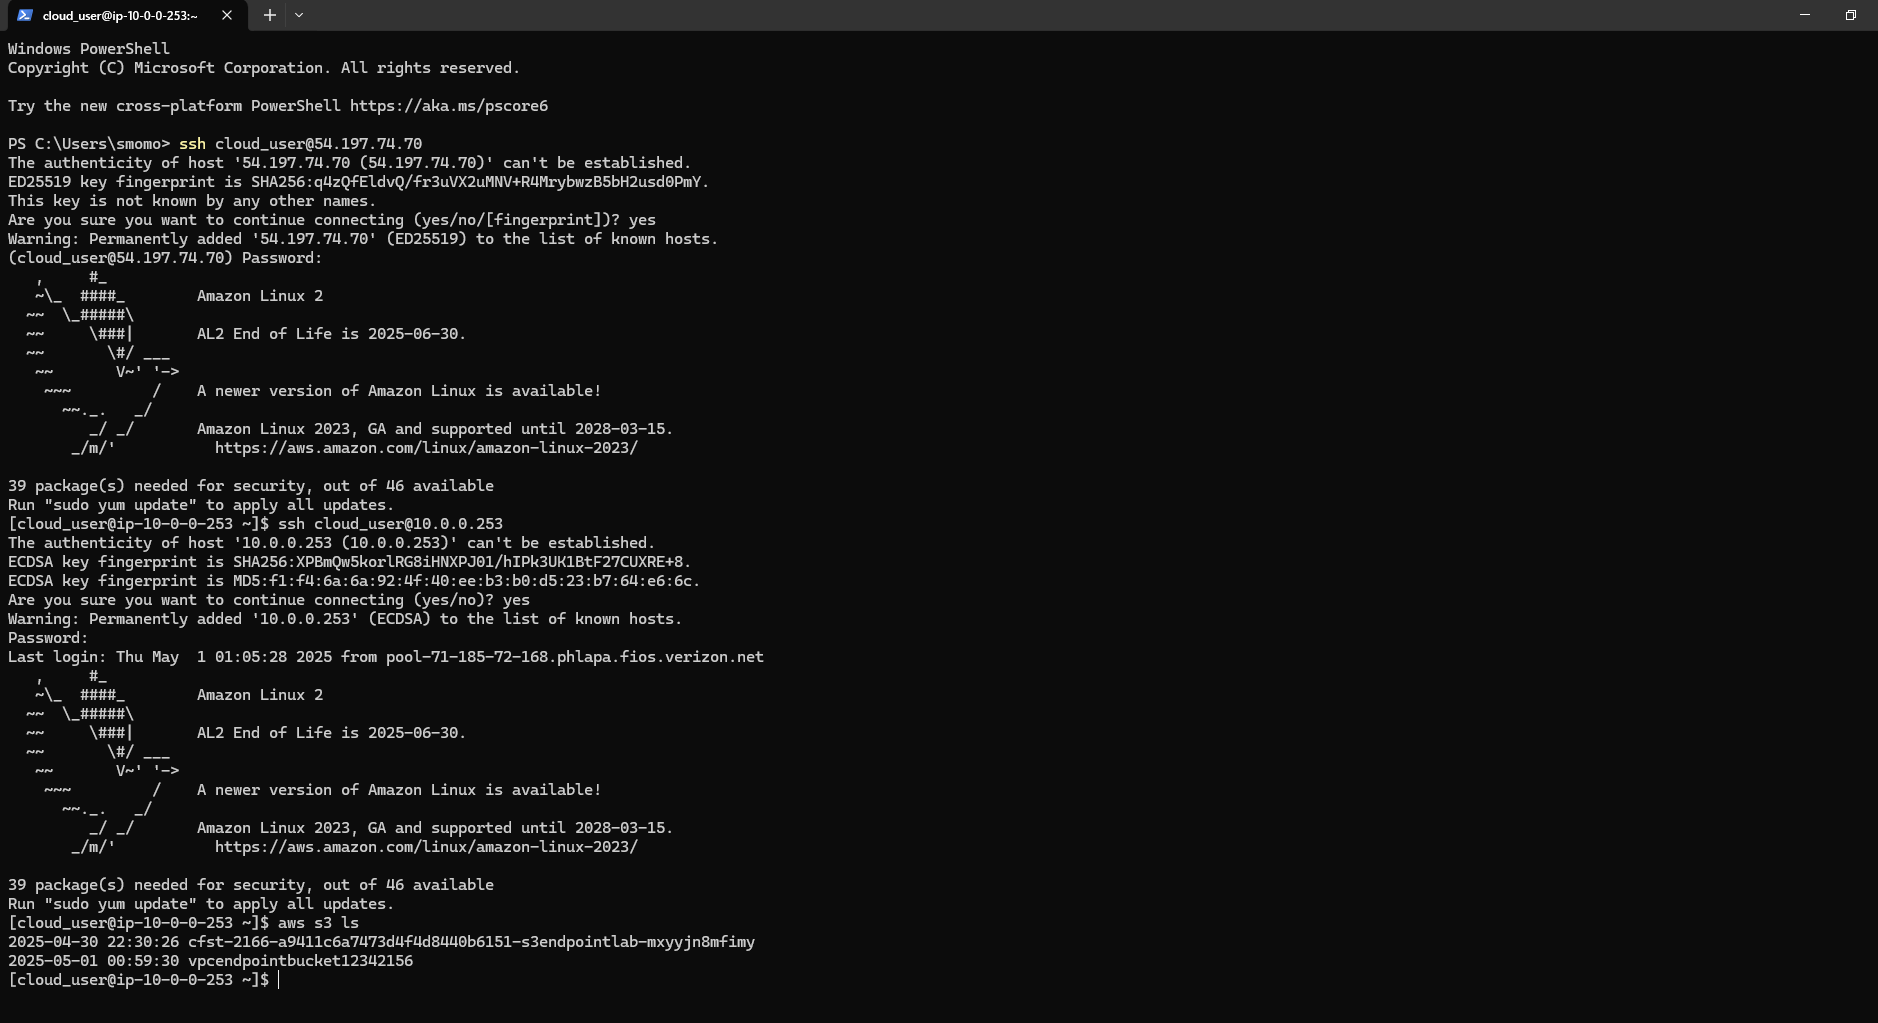 cloud_user@ip-10-0-0-253:~
Windows PowerShell
Copyright (C) Microsoft Corporation. All rights reserved.
Try the new cross-platform PowerShell https://aka.ms/pscore6
PS C:\Users\smomo> ssh cloud_user@54.197.74.70
The authenticity of host '54.197.74.70 (54.197.74.70)' can't be established.
ED25519 key fingerprint is SHA256:q4zQfEldvQ/fr3uVX2uMNV+R4MrybwzB5bH2usd0PmY.
This key is not known by any other names.
Are you sure you want to continue connecting (yes/no/[fingerprint])? yes
Warning: Permanently added '54.197.74.70' (ED25519) to the list of known hosts.
(cloud_user@54.197.74.70) Password:
   ,     #_
   ~\_  ####_        Amazon Linux 2
  ~~  \_#####\
  ~~     \###|       AL2 End of Life is 2025-06-30.
  ~~       \#/ ___
   ~~       V~' '->
    ~~~         /    A newer version of Amazon Linux is available!
      ~~._.   _/
         _/ _/       Amazon Linux 2023, GA and supported until 2028-03-15.
       _/m/'           https://aws.amazon.com/linux/amazon-linux-2023/
39 package(s) needed for security, out of 46 available
Run "sudo yum update" to apply all updates.
[cloud_user@ip-10-0-0-253 ~]$ ssh cloud_user@10.0.0.253
The authenticity of host '10.0.0.253 (10.0.0.253)' can't be established.
ECDSA key fingerprint is SHA256:XPBmQw5korlRG8iHNXPJ01/hIPk3UK1BtF27CUXRE+8.
ECDSA key fingerprint is MD5:f1:f4:6a:6a:92:4f:40:ee:b3:b0:d5:23:b7:64:e6:6c.
Are you sure you want to continue connecting (yes/no)? yes
Warning: Permanently added '10.0.0.253' (ECDSA) to the list of known hosts.
Password:
Last login: Thu May  1 01:05:28 2025 from pool-71-185-72-168.phlapa.fios.verizon.net
   ,     #_
   ~\_  ####_        Amazon Linux 2
  ~~  \_#####\
  ~~     \###|       AL2 End of Life is 2025-06-30.
  ~~       \#/ ___
   ~~       V~' '->
    ~~~         /    A newer version of Amazon Linux is available!
      ~~._.   _/
         _/ _/       Amazon Linux 2023, GA and supported until 2028-03-15.
       _/m/'           https://aws.amazon.com/linux/amazon-linux-2023/
39 package(s) needed for security, out of 46 available
Run "sudo yum update" to apply all updates.
[cloud_user@ip-10-0-0-253 ~]$ aws s3 ls
2025-04-30 22:30:26 cfst-2166-a9411c6a7473d4f4d8440b6151-s3endpointlab-mxyyjn8mfimy
2025-05-01 00:59:30 vpcendpointbucket12342156
[cloud_user@ip-10-0-0-253 ~]$